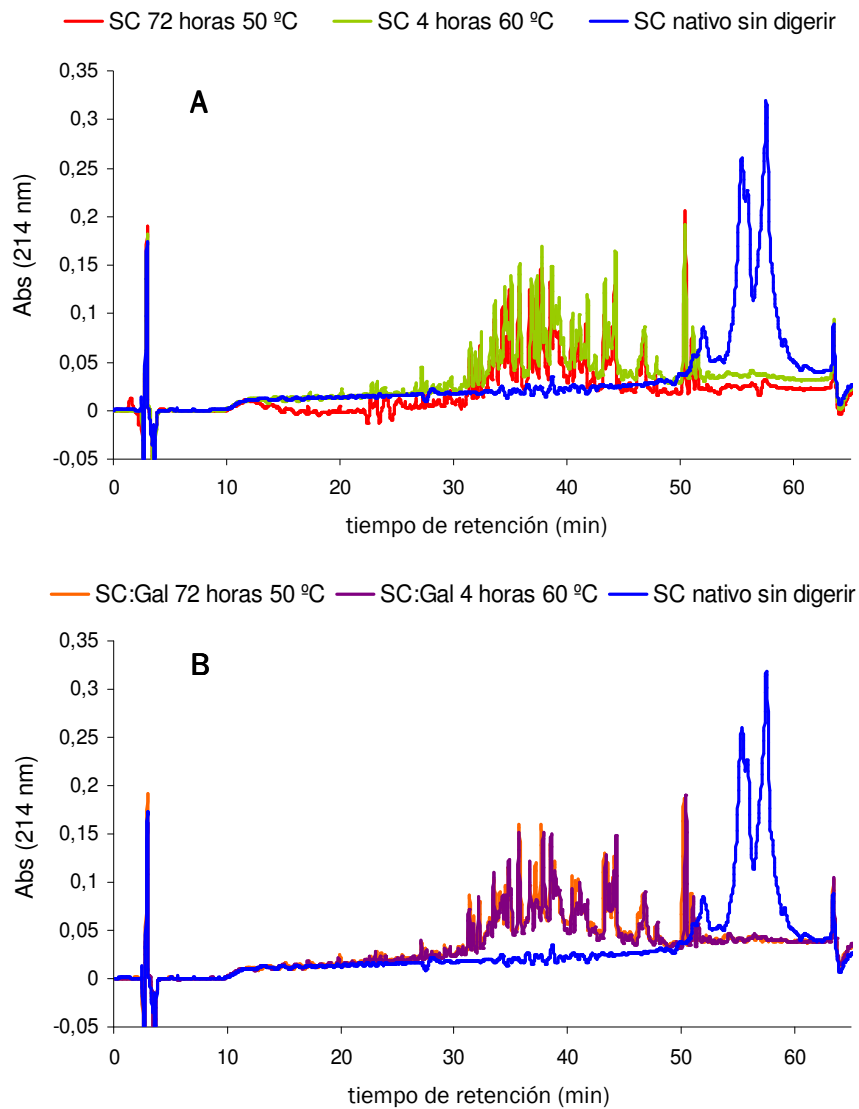 SC 72 horas 50 ºC SC 4 horas 60 ºC SC nativo sin digerir
A
Abs (214 nm)
0,35
0,3
0,25
0,2
0,15
0,1
0,05
0
-0,05
0 10 20 30 40 50 60
tiempo de retención (min)
SC:Gal 72 horas 50 ºC SC:Gal 4 horas 60 ºC SC nativo sin digerir
B
Abs (214 nm)
0,35
0,3
0,25
0,2
0,15
0,1
0,05
0
-0,05
0 10 20 30 40 50 60
tiempo de retención (min)